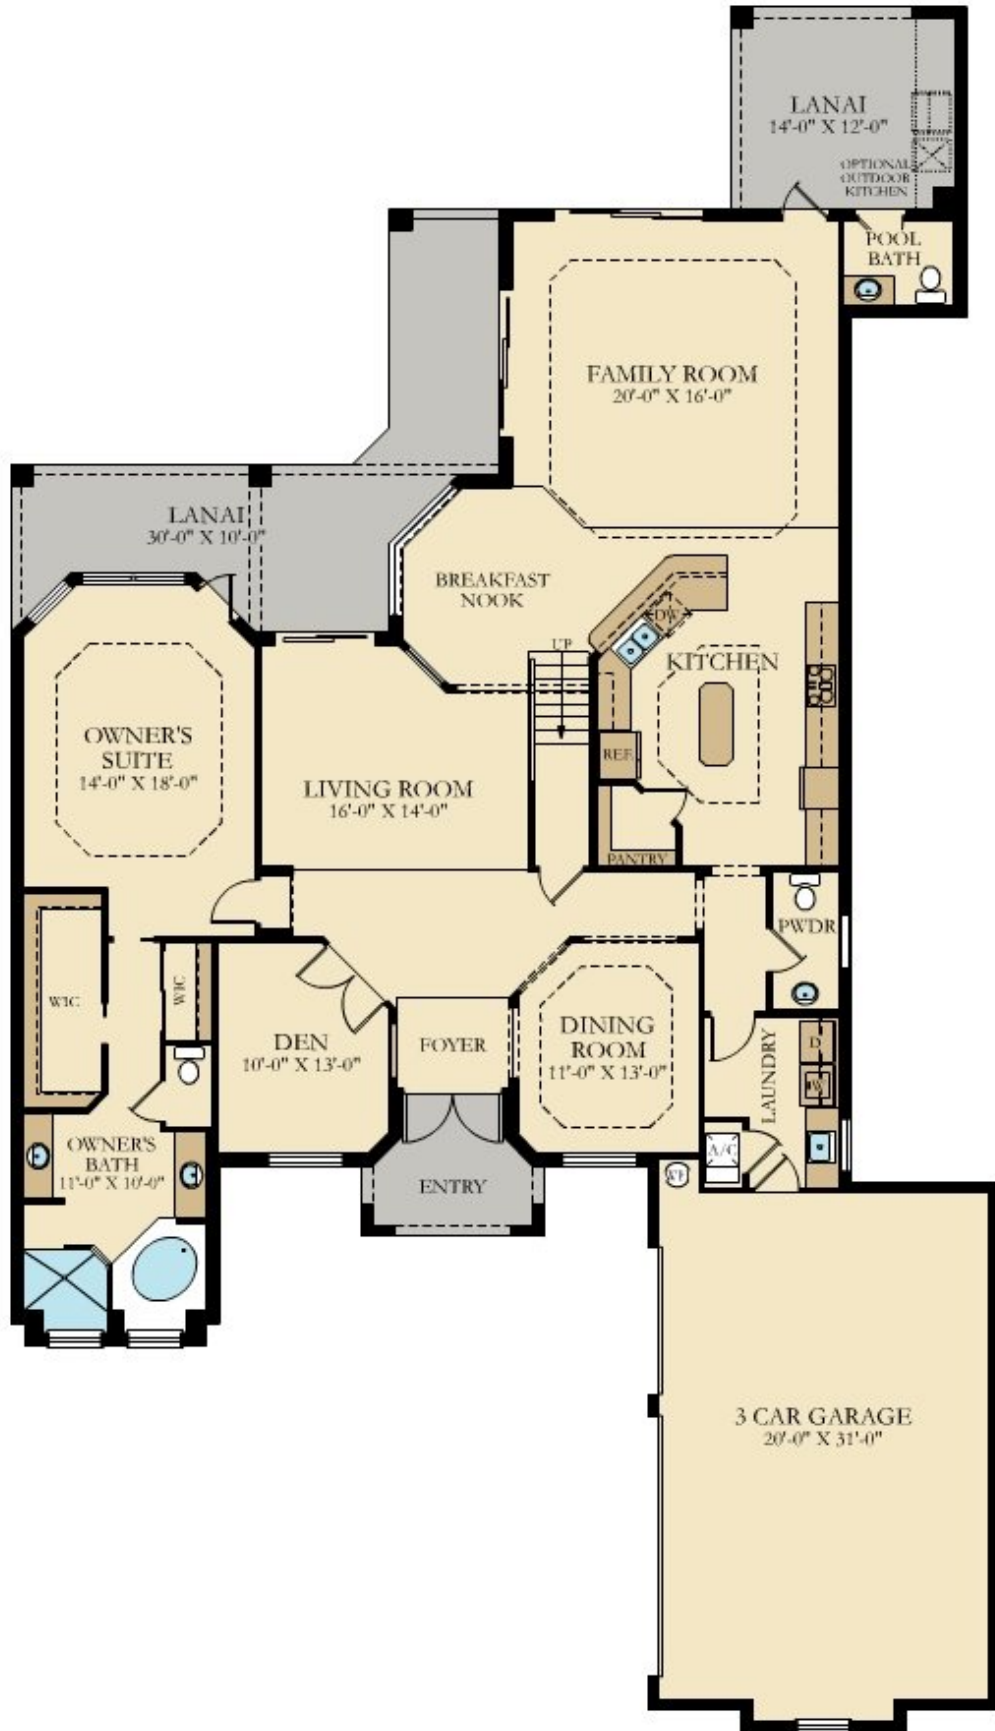 LANAI
14'-0" X 12'-0"
OPTIONAL
OUTDOOR
KITCHEN
POOL
BATH
FAMILY ROOM
20'-0" X 16'-0"
LANAI
30'-0" X 10'-0"
BREAKFAST
NOOK
DW
UP
KITCHEN
OWNER'S
SUITE
14'-0" X 18'-0"
REF.
LIVING ROOM
16'-0" X 14'-0"
PANTRY
PWDR
WIC
WIC
DEN
10'-0" X 13'-0"
FOYER
DINING
ROOM
11'-0" X 13'-0"
LAUNDRY
D
W
OWNER'S
BATH
11'-0" X 10'-0"
A/C
ENTRY
3 CAR GARAGE
20'-0" X 31'-0"